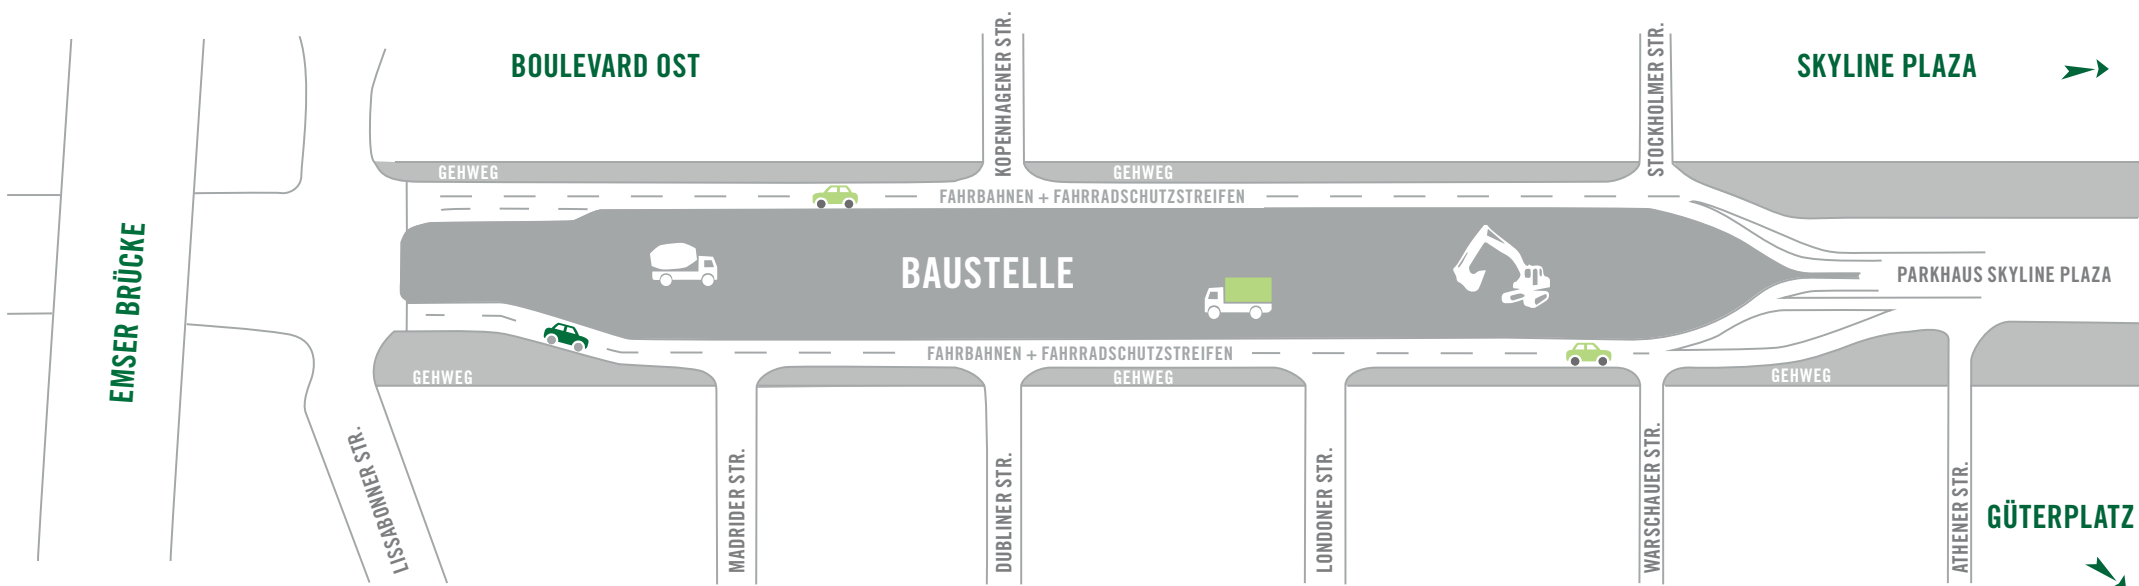 BOULEVARD OST
KOPENHAGENER STR.
STOCKHOLMER STR.
SKYLINE PLAZA
GEHWEG
GEHWEG
FAHRBAHNEN + FAHRRADSCHUTZSTREIFEN
EMSER BRÜCKE
BAUSTELLE
PARKHAUS SKYLINE PLAZA
FAHRBAHNEN + FAHRRADSCHUTZSTREIFEN
GEHWEG
GEHWEG
GEHWEG
LISSABONNER STR.
MADRIDER STR.
DUBLINER STR.
LONDONER STR.
WARSCHAUER STR.
ATHENER STR.
GÜTERPLATZ